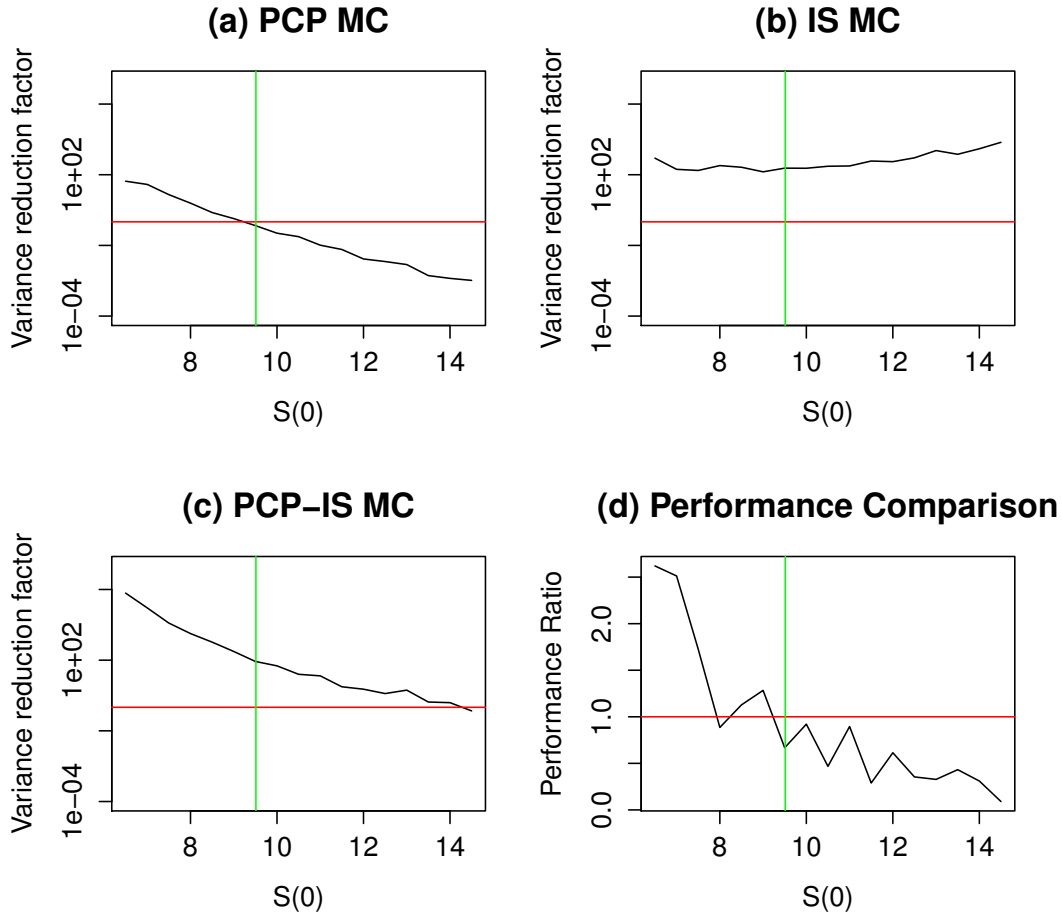 (a) PCP MC
Variance reduction factor
1e+02
1e−04
8 10 12 14
S(0)
(b) IS MC
Variance reduction factor
1e+02
1e−04
8 10 12 14
S(0)
(c) PCP−IS MC
Variance reduction factor
1e+02
1e−04
8 10 12 14
S(0)
(d) Performance Comparison
Performance Ratio
2.0
1.0
0.0
8 10 12 14
S(0)